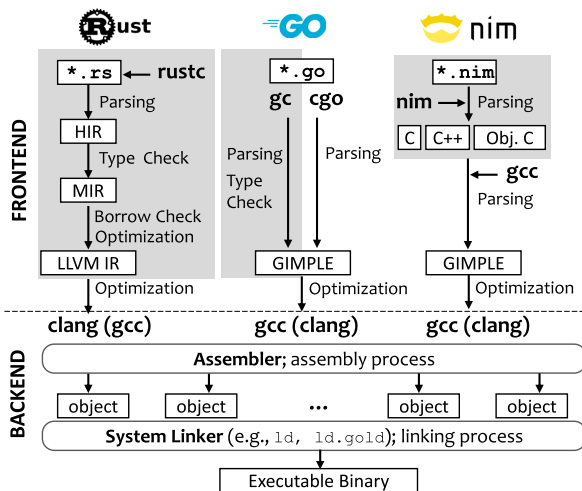 Rust
GO
nim
FRONTEND
*.rs
rustc
Parsing
HIR
Type Check
MIR
Borrow Check
Optimization
LLVM IR
Optimization
clang (gcc)
*.go
gc
cgo
Parsing
Type
Check
Parsing
GIMPLE
Optimization
gcc (clang)
*.nim
nim
Parsing
C
C++
Obj. C
gcc
Parsing
GIMPLE
Optimization
gcc (clang)
BACKEND
Assembler; assembly process
object
object
...
object
object
System Linker (e.g., ld, ld.gold); linking process
Executable Binary